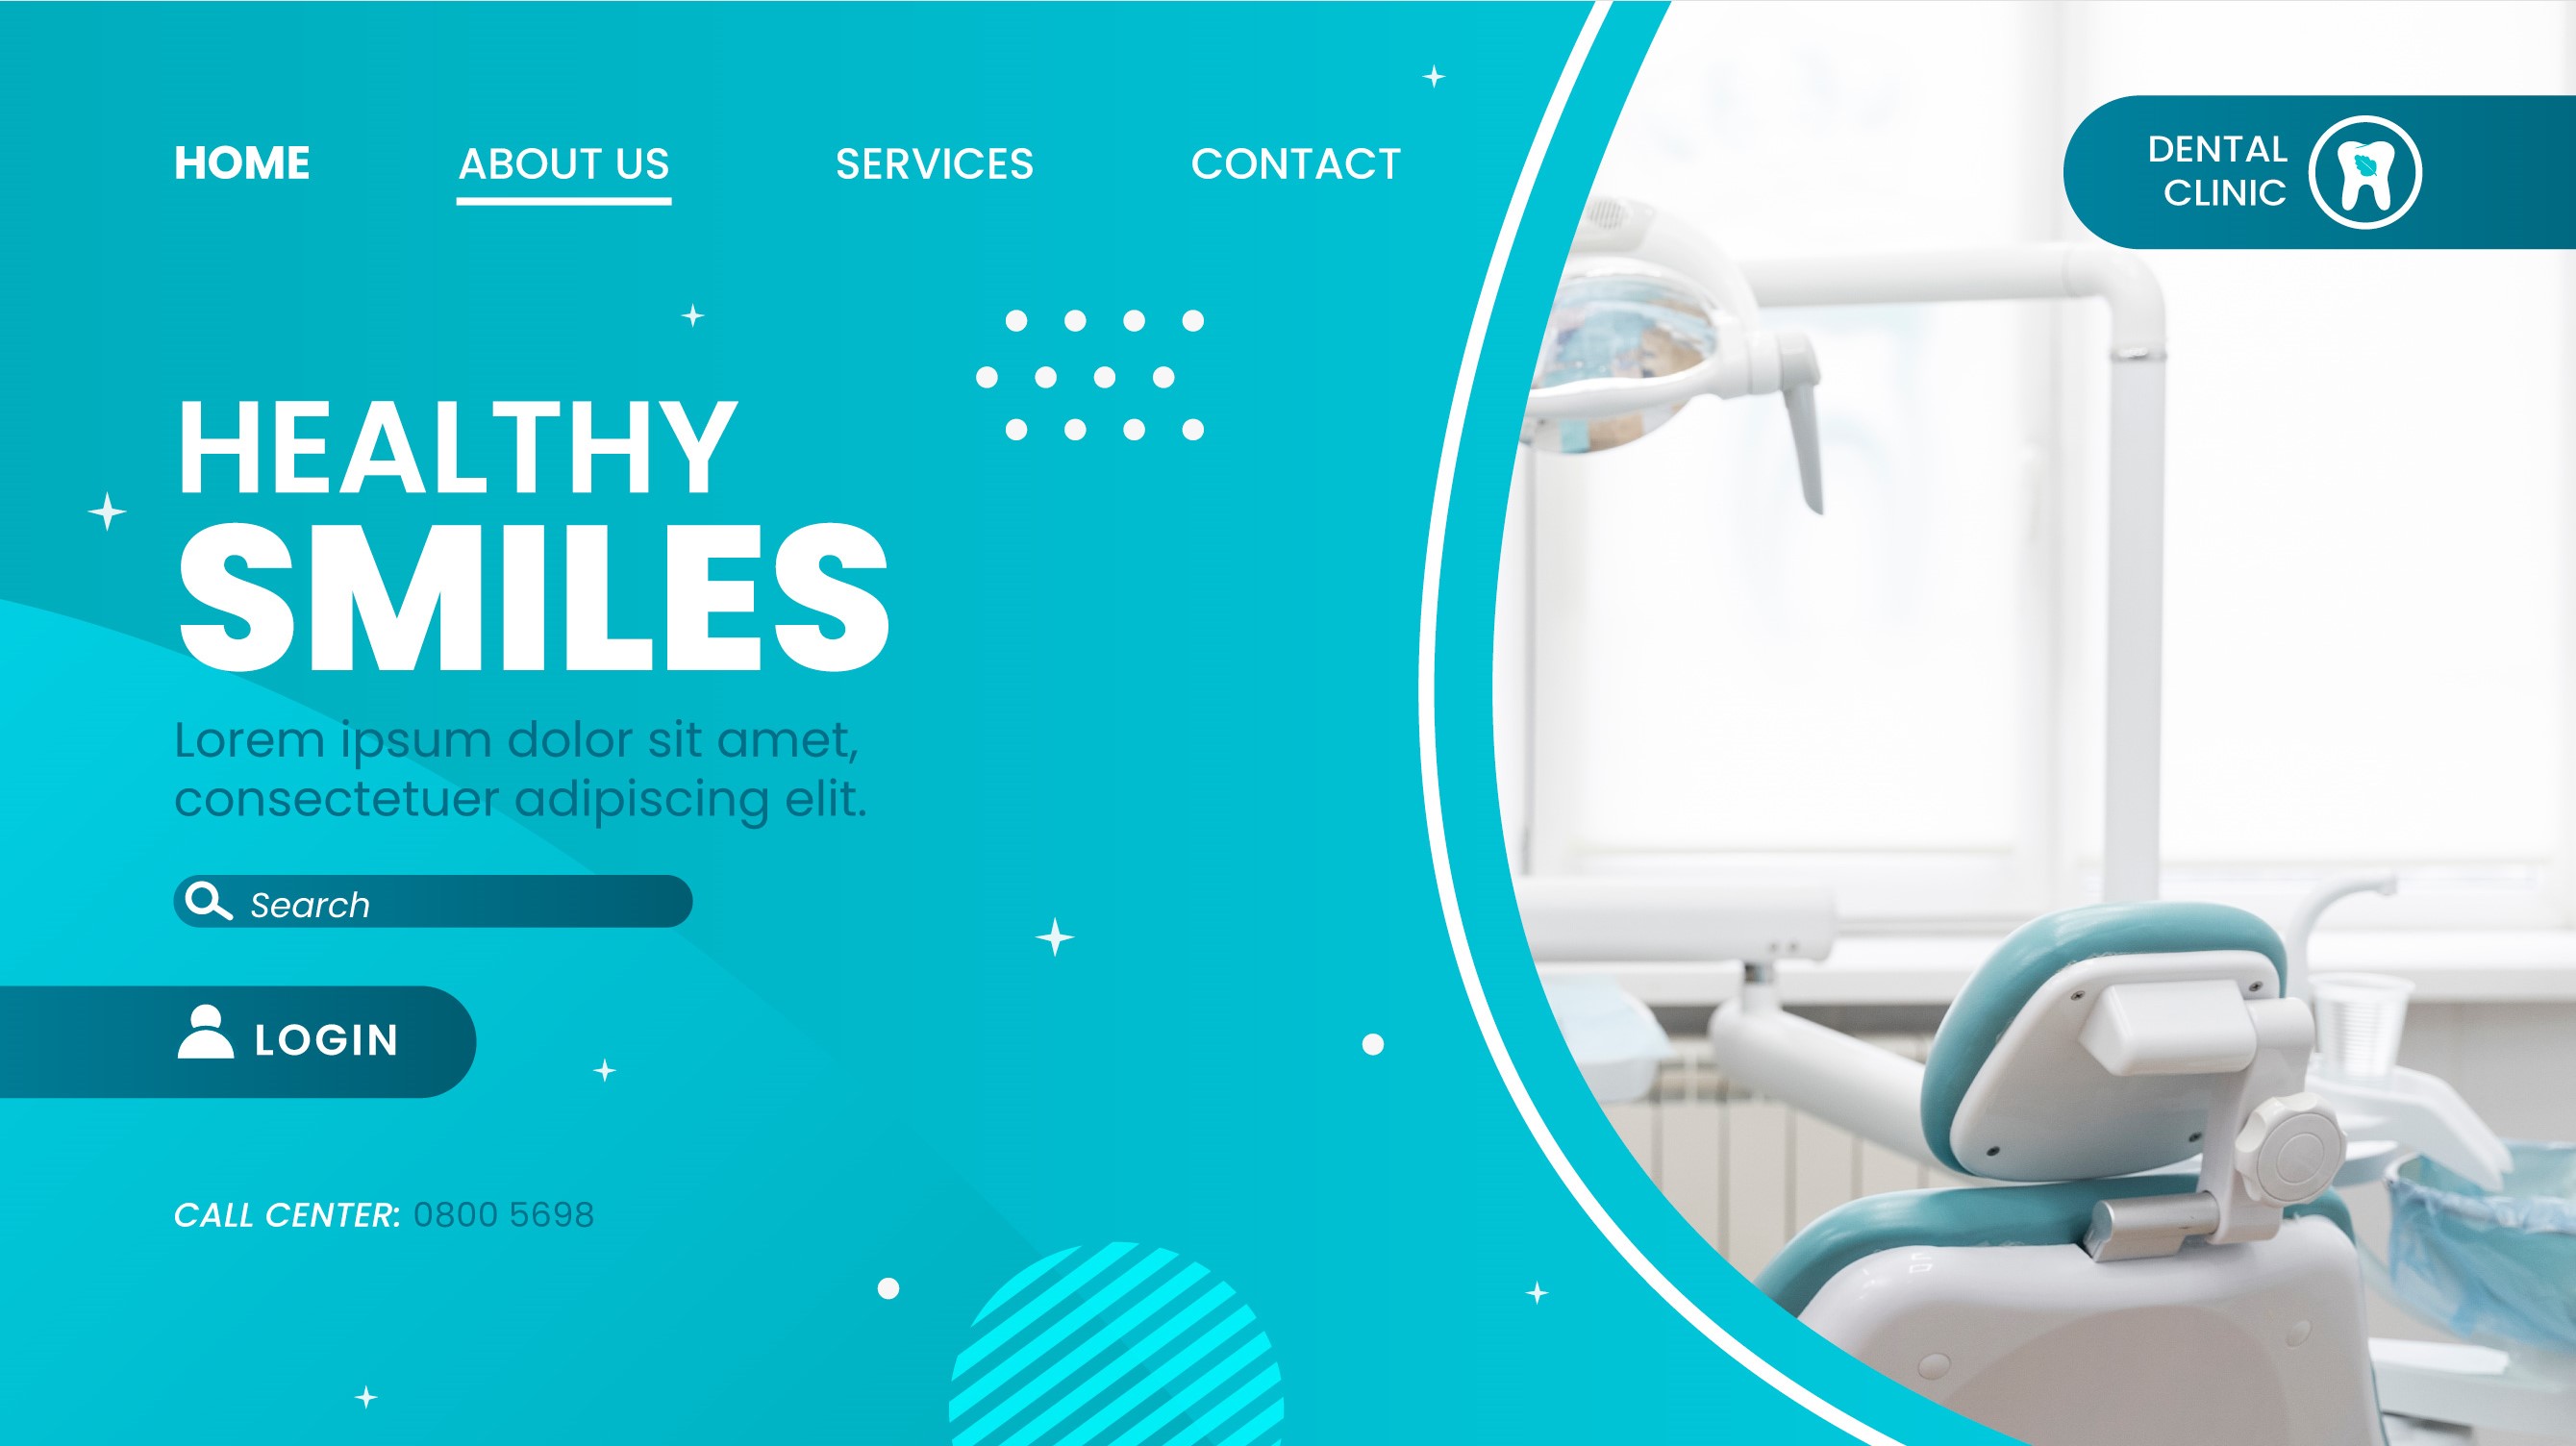 HOME ABOUT US SERVICES CONTACT
DENTAL
CLINIC
HEALTHY
SMILES
Lorem ipsum dolor sit amet,
consectetuer adipiscing elit.
Search
LOGIN
CALL CENTER: 0800 5698